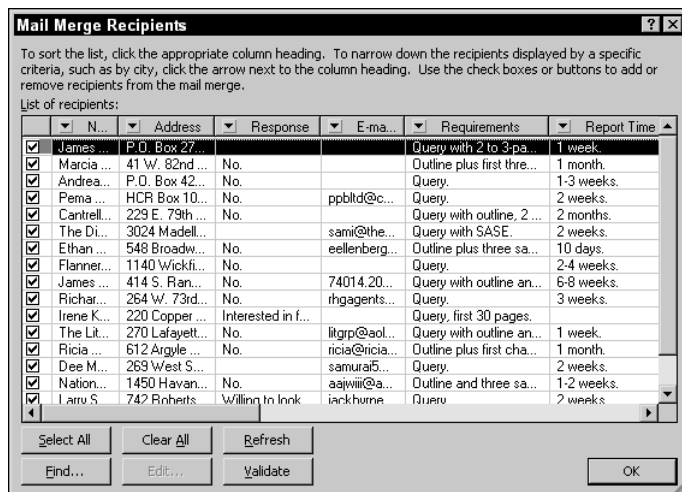 Mail Merge Recipients
To sort the list, click the appropriate column heading. To narrow down the recipients displayed by a specific
criteria, such as by city, click the arrow next to the column heading. Use the check boxes or buttons to add or
remove recipients from the mail merge.
List of recipients:
N... Address Response E-ma... Requirements Report Time
James ... P.O. Box 27... Query with 2 to 3-pa... 1 week.
Marcia ... 41 W. 82nd ... No. Outline plus first thre... 1 month.
Andrea... P.O. Box 42... No. Query. 1-3 weeks.
Pema ... HCR Box 10... No. ppbltd@c... Query. 2 weeks.
Cantrell... 229 E. 79th ... No. Query with outline, 2 ... 2 months.
The Di... 3024 Madell... sami@the... Query with SASE. 2 weeks.
Ethan ... 548 Broadw... No. eellenberg... Outline plus three sa... 10 days.
Flanner... 1140 Wickfi... No. Query. 2-4 weeks.
James ... 414 S. Ran... No. 74014.20... Query with outline an... 6-8 weeks.
Richar... 264 W. 73rd... No. rhgagents... Query. 3 weeks.
Irene K... 220 Copper ... Interested in f... Query, first 30 pages.
The Lit... 270 Lafayett... No. litgrp@aol... Query with outline an... 1 week.
Ricia ... 612 Argyle ... No. ricia@ricia... Outline plus first cha... 1 month.
Dee M... 269 West S... samurai5... Query. 2 weeks.
Nation... 1450 Havan... No. aajwiii@a... Outline and three sa... 1-2 weeks.
Larry S 742 Roberts Willing to look jackbyrne Query 2 weeks
Select All Clear All Refresh
Find... Edit... Validate OK